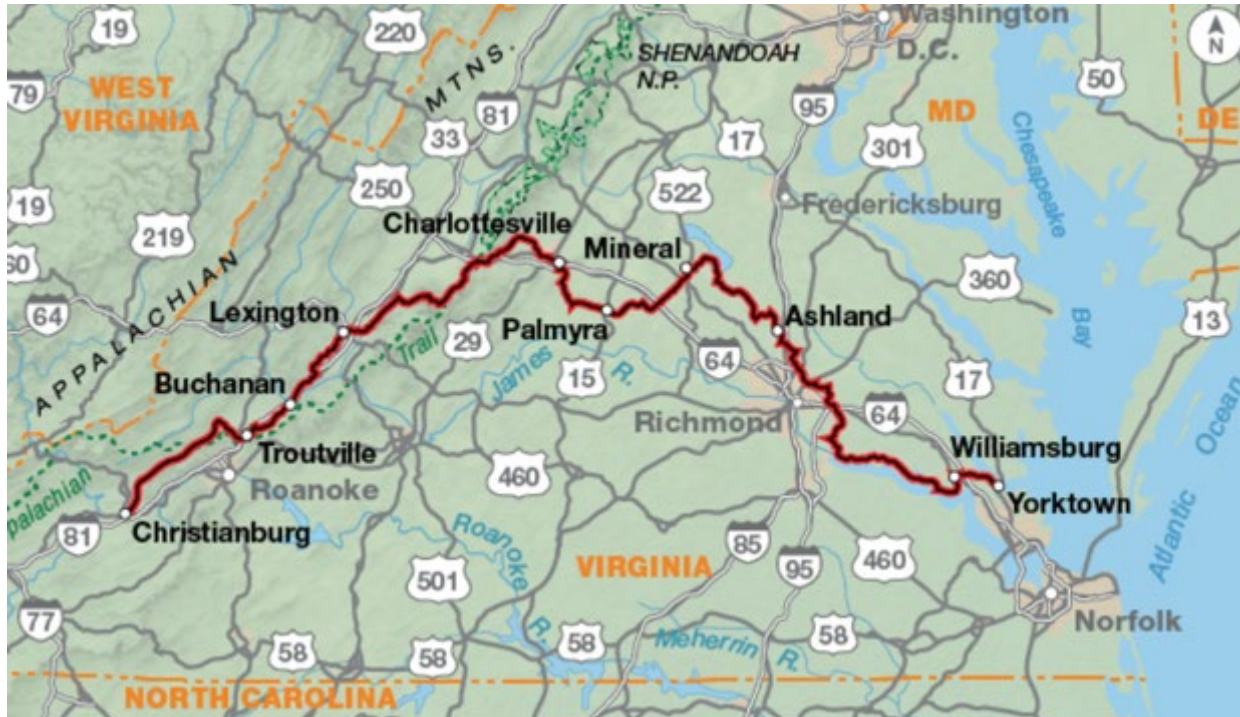 19
220
Washington
D.C.
N
SHENANDOAH
N.P.
50
79
WEST
VIRGINIA
MTNS.
81
95
MD
DE
33
17
301
Chesapeake
250
522
19
Fredericksburg
219
Charlottesville
Mineral
60
360
APPALACHIAN
64
Lexington
13
Bay
Trail
29
Palmyra
Ashland
James R.
64
Buchanan
15
17
Richmond
64
Ocean
Troutville
Williamsburg
Roanoke
460
Yorktown
palachian
Christianburg
81
Roanoke R.
85
Atlantic
VIRGINIA
95
460
501
Norfolk
77
58
58
58
Meherrin R.
58
NORTH CAROLINA